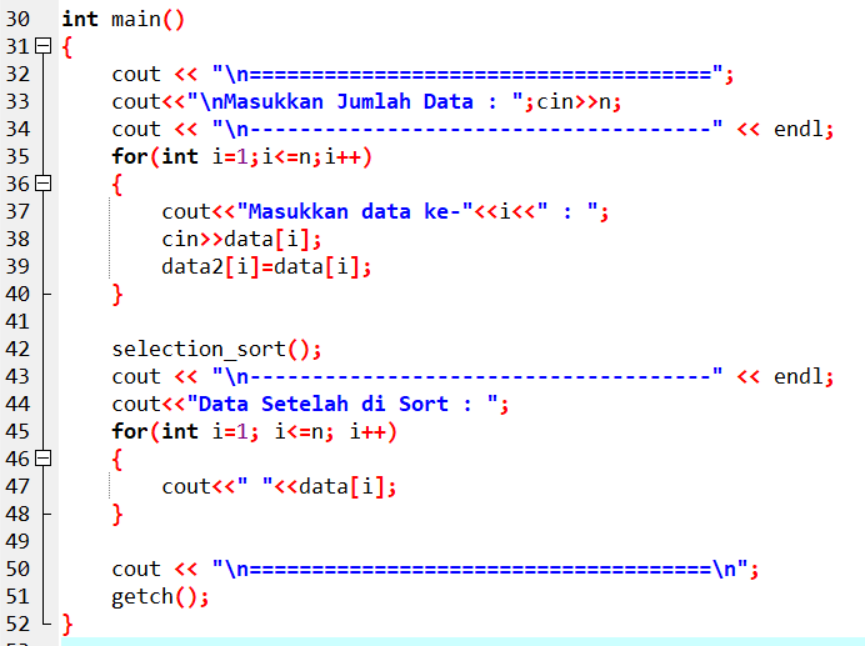 30 int main()
31 {
32     cout << "\n=====================================";
33     cout<<"\nMasukkan Jumlah Data : ";cin>>n;
34     cout << "\n-------------------------------------" << endl;
35     for(int i=1;i<=n;i++)
36     {
37         cout<<"Masukkan data ke-"<<i<<" : ";
38         cin>>data[i];
39         data2[i]=data[i];
40     }
41
42     selection_sort();
43     cout << "\n-------------------------------------" << endl;
44     cout<<"Data Setelah di Sort : ";
45     for(int i=1; i<=n; i++)
46     {
47         cout<<" "<<data[i];
48     }
49
50     cout << "\n=====================================\n";
51     getch();
52 }